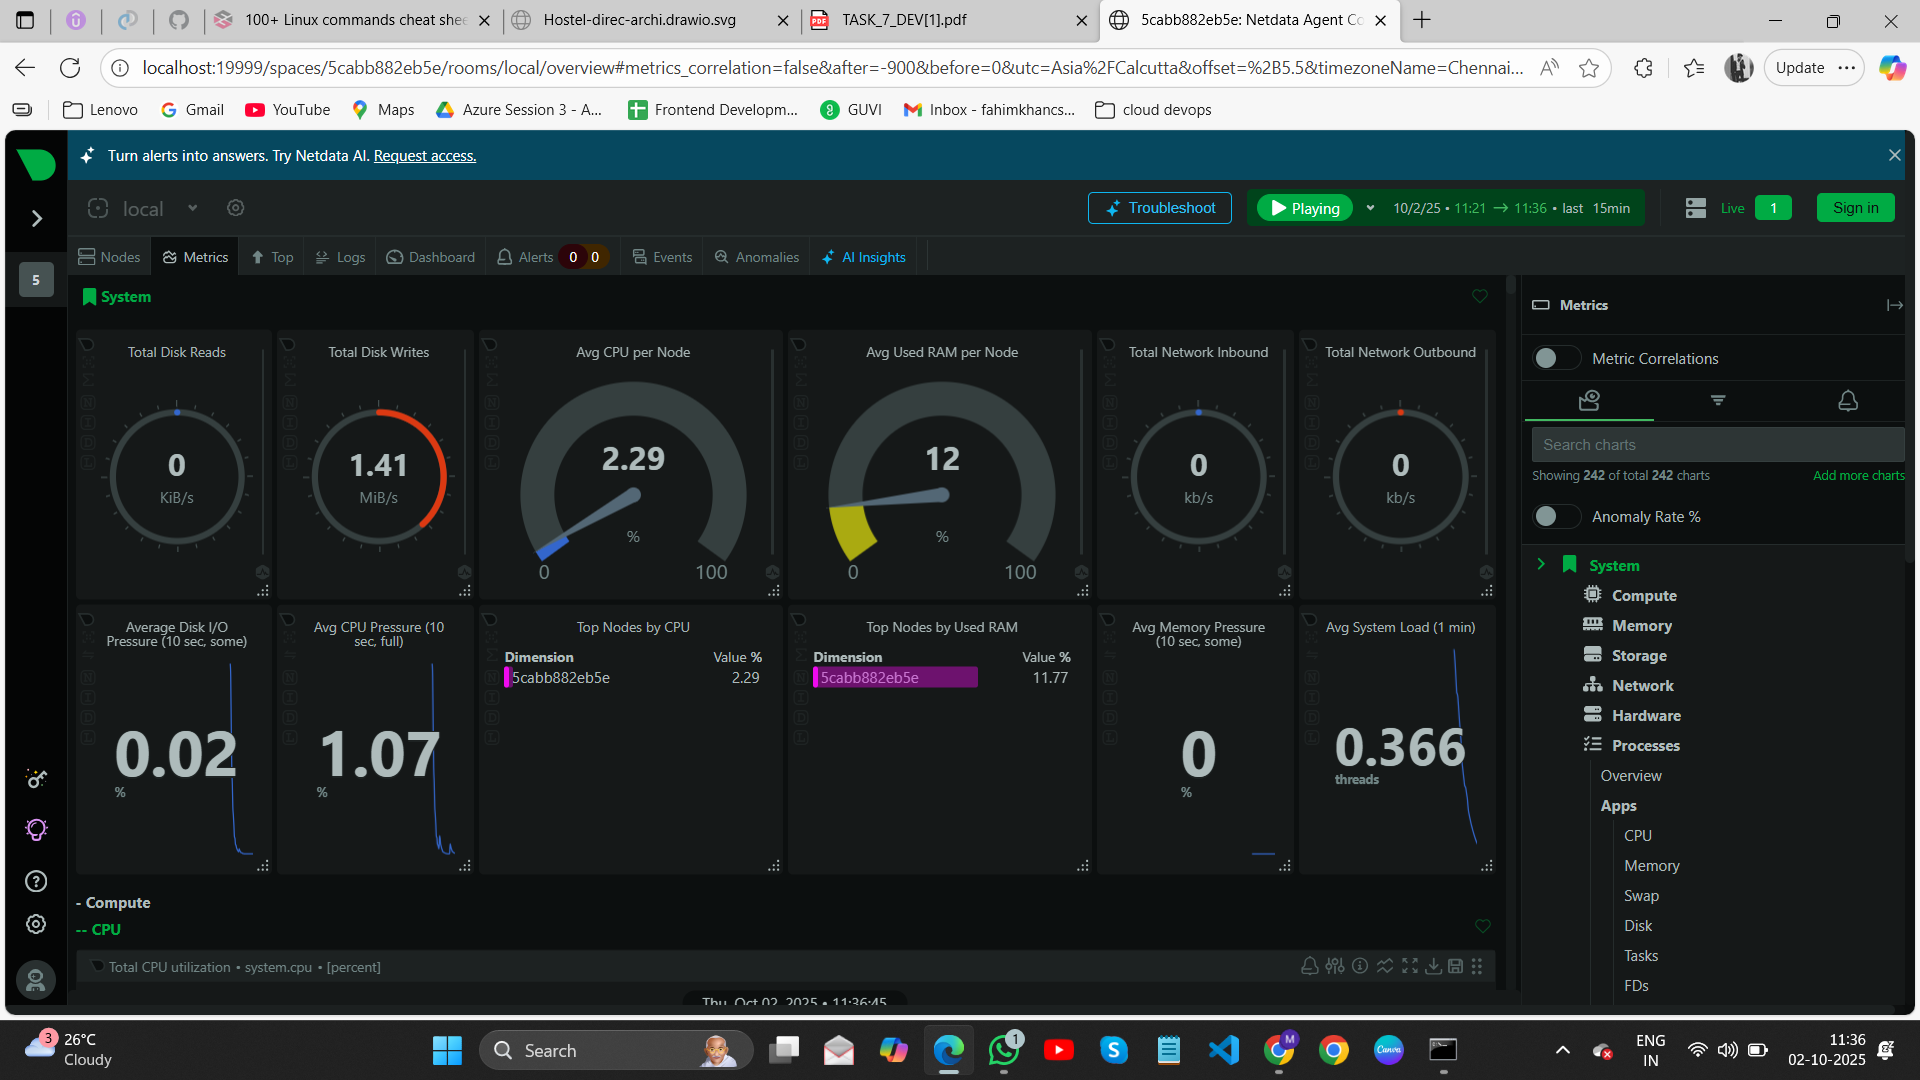 100+ Linux commands cheat shee
Hostel-direc-archi.drawio.svg
TASK_7_DEV[1].pdf
5cabb882eb5e: Netdata Agent Co
localhost:19999/spaces/5cabb882eb5e/rooms/local/overview#metrics_correlation=false&after=-900&before=0&utc=Asia%2FCalcutta&offset=%2B5.5&timezoneName=Chennai...
Update
Lenovo
Gmail
YouTube
Maps
Azure Session 3 - A...
Frontend Developm...
GUVI
Inbox - fahimkhancs...
cloud devops
Turn alerts into answers. Try Netdata AI. Request access.
local
Troubleshoot
Playing
10/2/25 • 11:21 → 11:36 • last 15min
Live
1
Sign in
5
Nodes
Metrics
Top
Logs
Dashboard
Alerts 0 0
Events
Anomalies
AI Insights
System
Total Disk Reads
0
KiB/s
Total Disk Writes
1.41
MiB/s
Avg CPU per Node
2.29
%
0 100
Avg Used RAM per Node
12
%
0 100
Total Network Inbound
0
kb/s
Total Network Outbound
0
kb/s
Average Disk I/O
Pressure (10 sec, some)
0.02
%
Avg CPU Pressure (10
sec, full)
1.07
%
Top Nodes by CPU
Dimension Value %
5cabb882eb5e 2.29
Top Nodes by Used RAM
Dimension Value %
5cabb882eb5e 11.77
Avg Memory Pressure
(10 sec, some)
0
%
Avg System Load (1 min)
0.366
threads
- Compute
-- CPU
Total CPU utilization • system.cpu • [percent]
Thu, Oct 02, 2025 • 11:36:45
Metrics
Metric Correlations
Search charts
Showing 242 of total 242 charts
Add more charts
Anomaly Rate %
System
Compute
Memory
Storage
Network
Hardware
Processes
Overview
Apps
CPU
Memory
Swap
Disk
Tasks
FDs
3
26°C
Cloudy
Search
1
M
Canva
ENG
IN
11:36
02-10-2025